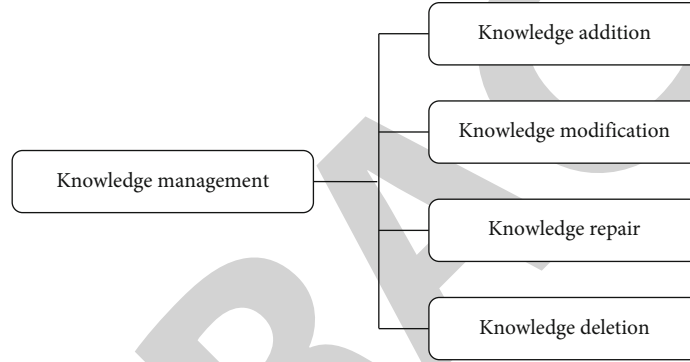 Knowledge management
Knowledge addition
Knowledge modification
Knowledge repair
Knowledge deletion